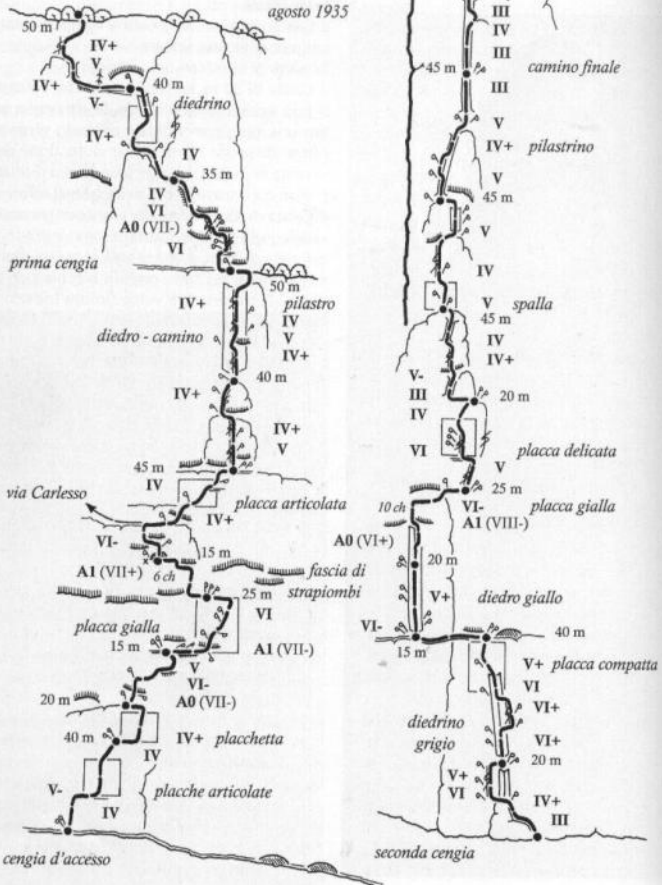 agosto 1935
50 m
IV+
V
IV+
V-
40 m
diedrino
IV+
IV
35 m
IV
VI
A0 (VII-)
VI
prima cengia
50 m
IV+
pilastro
IV
V
IV+
diedro - camino
40 m
IV+
IV+
V
45 m
IV
placca articolata
via Carlesso
IV+
VI-
15 m
A1 (VII+)
6 ch
fascia di
strapiombi
25 m
VI
placca gialla
15 m
A1 (VII-)
V
VI-
A0 (VII-)
20 m
40 m
IV+
placchetta
IV
V-
placche articolate
IV
cengia d'accesso
III
IV
III
camino finale
45 m
III
V
IV+
pilastrino
V
45 m
V
IV
V
spalla
45 m
IV
IV+
V-
III
20 m
IV
VI
placca delicata
V
25 m
10 ch
VI-
placca gialla
A1 (VIII-)
A0 (VI+)
20 m
V+
diedro giallo
VI-
40 m
15 m
V+
placca compatta
VI
VI+
diedrino
grigio
VI+
20 m
V+
VI
IV+
III
seconda cengia